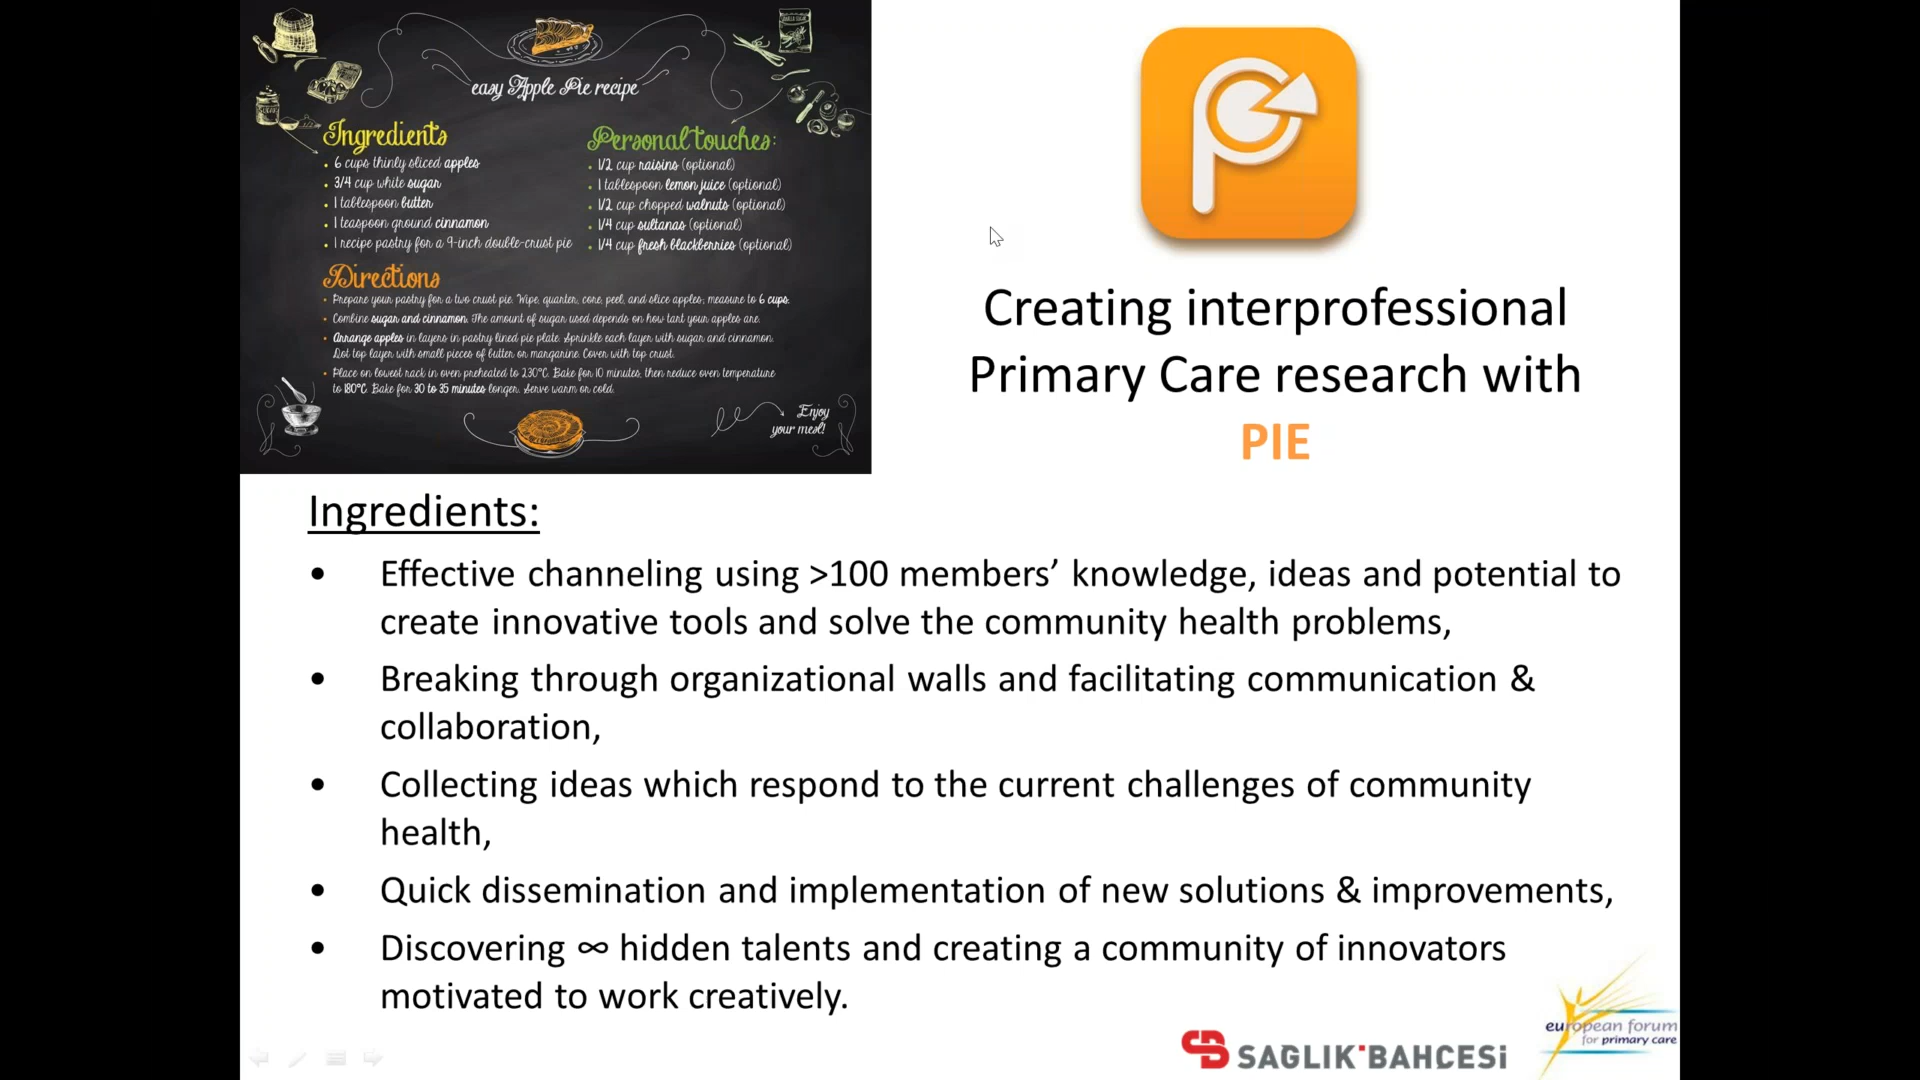 easy Apple Pie recipe
Ingredients
• 6 cups thinly sliced apples
• 3/4 cup white sugar
• 1 tablespoon butter
• 1 teaspoon ground cinnamon
• 1 recipe pastry for a 9-inch double-crust pie
Personal touches:
• 1/2 cup raisins (optional)
• 1 tablespoon lemon juice (optional)
• 1/2 cup chopped walnuts (optional)
• 1/4 cup sultanas (optional)
• 1/4 cup fresh blackberries (optional)
Directions
• Prepare your pastry for a two crust pie. Wipe, quarter, core, peel, and slice apples; measure to 6 cups.
• Combine sugar and cinnamon. The amount of sugar used depends on how tart your apples are.
• Arrange apples in layers in pastry lined pie plate. Sprinkle each layer with sugar and cinnamon.
Dot top layer with small pieces of butter or margarine. Cover with top crust.
• Place on lowest rack in oven preheated to 230°C. Bake for 10 minutes, then reduce oven temperature
to 180°C. Bake for 30 to 35 minutes longer. Serve warm or cold.
Enjoy
your meal!
Creating interprofessional
Primary Care research with
PIE
Ingredients:
• Effective channeling using >100 members’ knowledge, ideas and potential to
create innovative tools and solve the community health problems,
• Breaking through organizational walls and facilitating communication &
collaboration,
• Collecting ideas which respond to the current challenges of community
health,
• Quick dissemination and implementation of new solutions & improvements,
• Discovering ∞ hidden talents and creating a community of innovators
motivated to work creatively.
SAĞLIK BAHÇESİ
european forum
for primary care